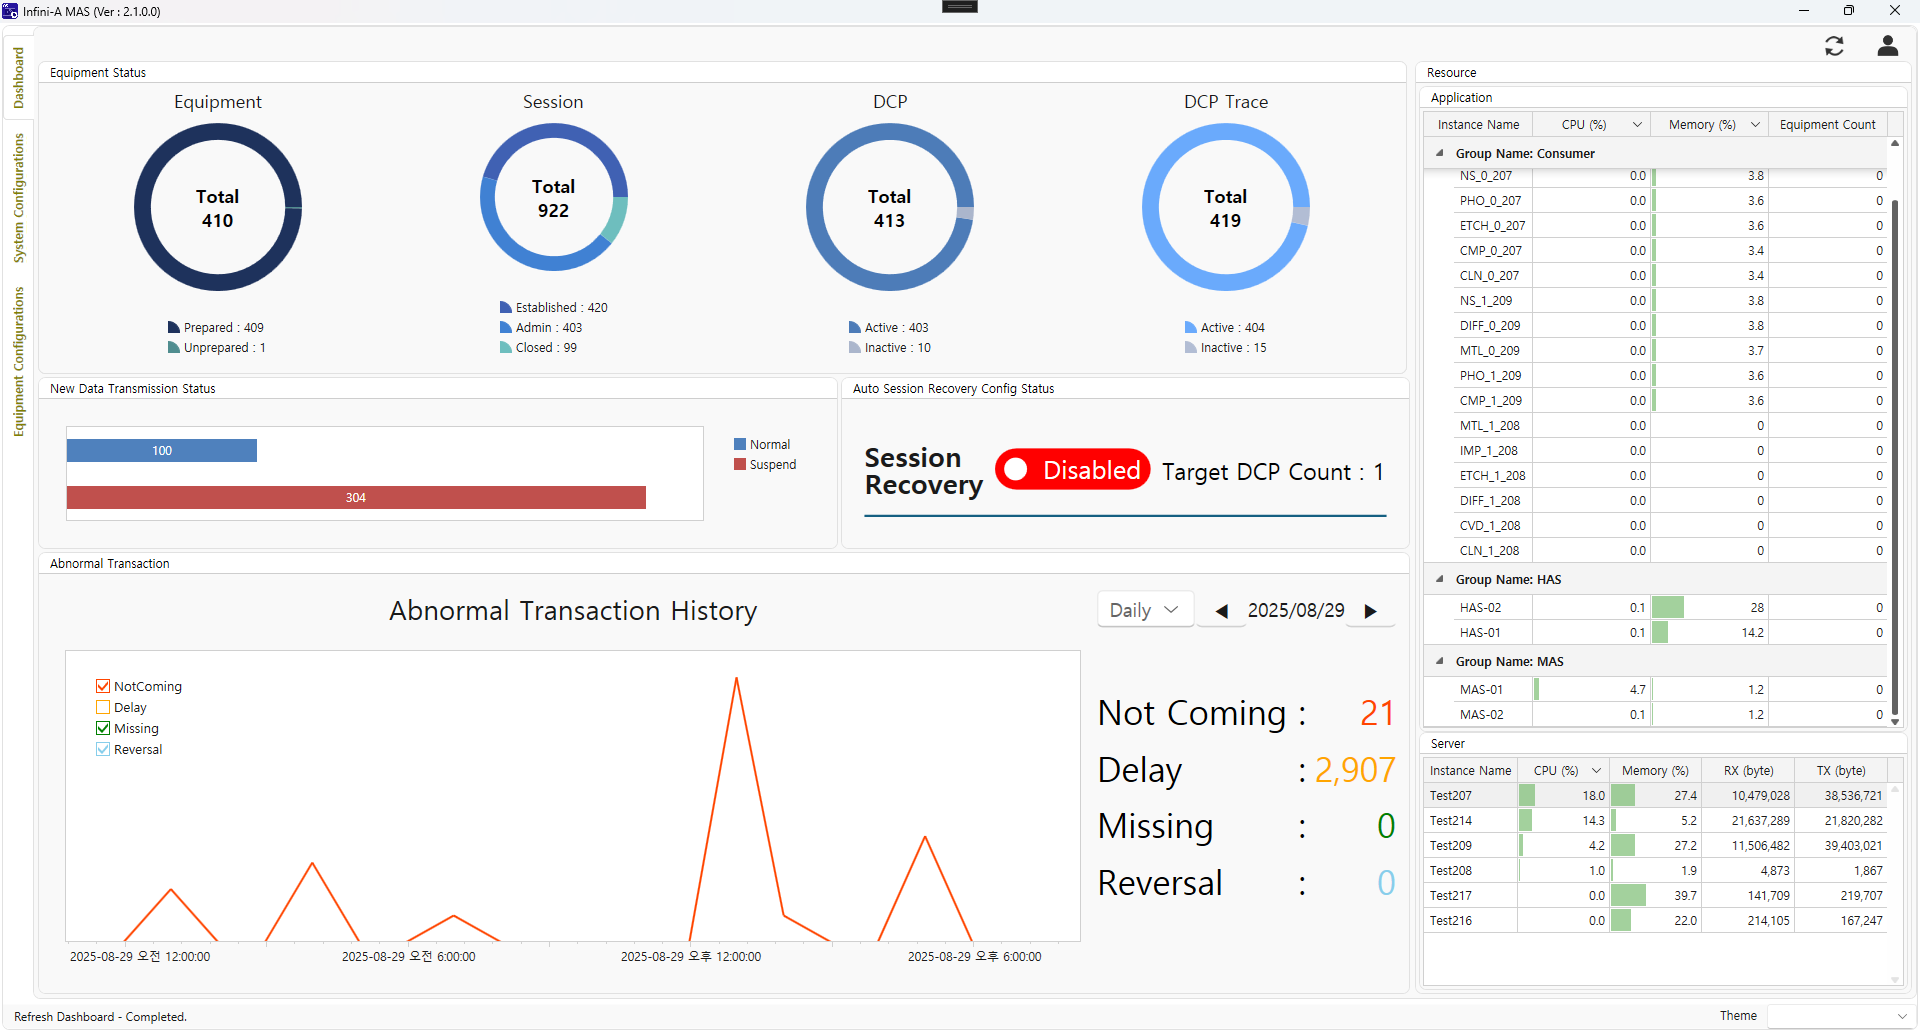 Infini-A MAS (Ver : 2.1.0.0)
Dashboard
System Configurations
Equipment Configurations
Equipment Status
Equipment
Total
410
Prepared : 409
Unprepared : 1
Session
Total
922
Established : 420
Admin : 403
Closed : 99
DCP
Total
413
Active : 403
Inactive : 10
DCP Trace
Total
419
Active : 404
Inactive : 15
New Data Transmission Status
100
304
Normal
Suspend
Auto Session Recovery Config Status
Session
Recovery
Disabled
Target DCP Count : 1
Abnormal Transaction
Abnormal Transaction History
Daily
2025/08/29
NotComing
Delay
Missing
Reversal
2025-08-29 오전 12:00:00
2025-08-29 오전 6:00:00
2025-08-29 오후 12:00:00
2025-08-29 오후 6:00:00
Not Coming : 21
Delay : 2,907
Missing : 0
Reversal : 0
Resource
Application
Instance Name CPU (%) Memory (%) Equipment Count
Group Name: Consumer
NS_0_207 0.0 3.8 0
PHO_0_207 0.0 3.6 0
ETCH_0_207 0.0 3.6 0
CMP_0_207 0.0 3.4 0
CLN_0_207 0.0 3.4 0
NS_1_209 0.0 3.8 0
DIFF_0_209 0.0 3.8 0
MTL_0_209 0.0 3.7 0
PHO_1_209 0.0 3.6 0
CMP_1_209 0.0 3.6 0
MTL_1_208 0.0 0 0
IMP_1_208 0.0 0 0
ETCH_1_208 0.0 0 0
DIFF_1_208 0.0 0 0
CVD_1_208 0.0 0 0
CLN_1_208 0.0 0 0
Group Name: HAS
HAS-02 0.1 28 0
HAS-01 0.1 14.2 0
Group Name: MAS
MAS-01 4.7 1.2 0
MAS-02 0.1 1.2 0
Server
Instance Name CPU (%) Memory (%) RX (byte) TX (byte)
Test207 18.0 27.4 10,479,028 38,536,721
Test214 14.3 5.2 21,637,289 21,820,282
Test209 4.2 27.2 11,506,482 39,403,021
Test208 1.0 1.9 4,873 1,867
Test217 0.0 39.7 141,709 219,707
Test216 0.0 22.0 214,105 167,247
Refresh Dashboard - Completed.
Theme